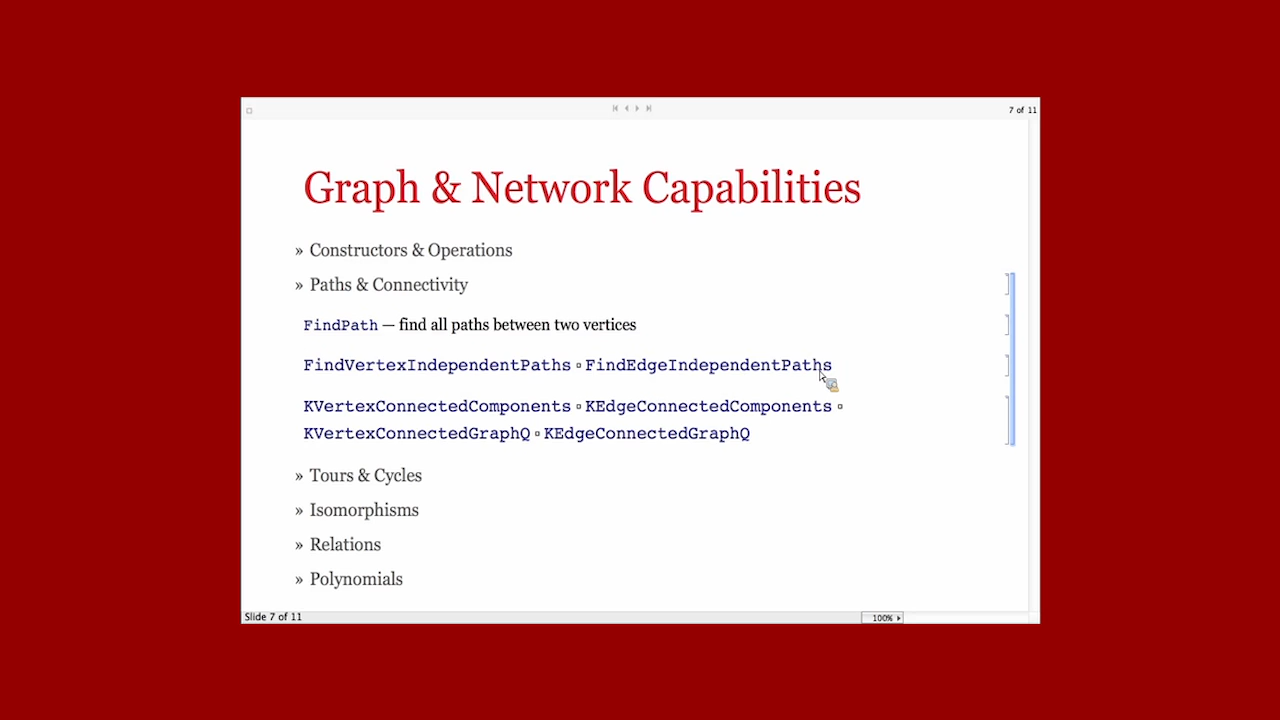 7 of 11
Graph & Network Capabilities
» Constructors & Operations
» Paths & Connectivity
FindPath — find all paths between two vertices
FindVertexIndependentPaths ▫ FindEdgeIndependentPaths
KVertexConnectedComponents ▫ KEdgeConnectedComponents ▫
KVertexConnectedGraphQ ▫ KEdgeConnectedGraphQ
» Tours & Cycles
» Isomorphisms
» Relations
» Polynomials
Slide 7 of 11
100%